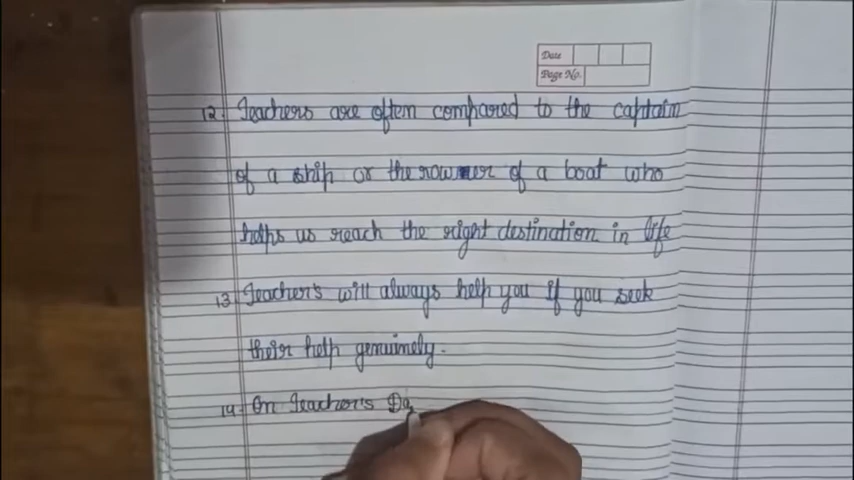 Date
Page No.
12. Teachers are often compared to the captain
of a ship or the rower of a boat who
helps us reach the right destination in life
13. Teacher's will always help you if you seek
their help genuinely.
14. On Teacher's Da